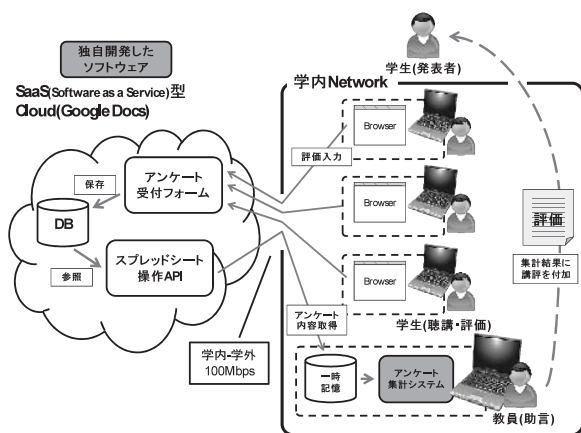 独自開発した
ソフトウェア
SaaS(Software as a Service)型
Cloud(Google Docs)
アンケート
受付フォーム
保存
DB
参照
スプレッドシート
操作API
学内-学外
100Mbps
学生(発表者)
学内Network
Browser
評価入力
Browser
Browser
アンケート
内容取得
学生(聴講・評価)
一時
記憶
アンケート
集計システム
教員(助言)
評価
集計結果に
講評を付加